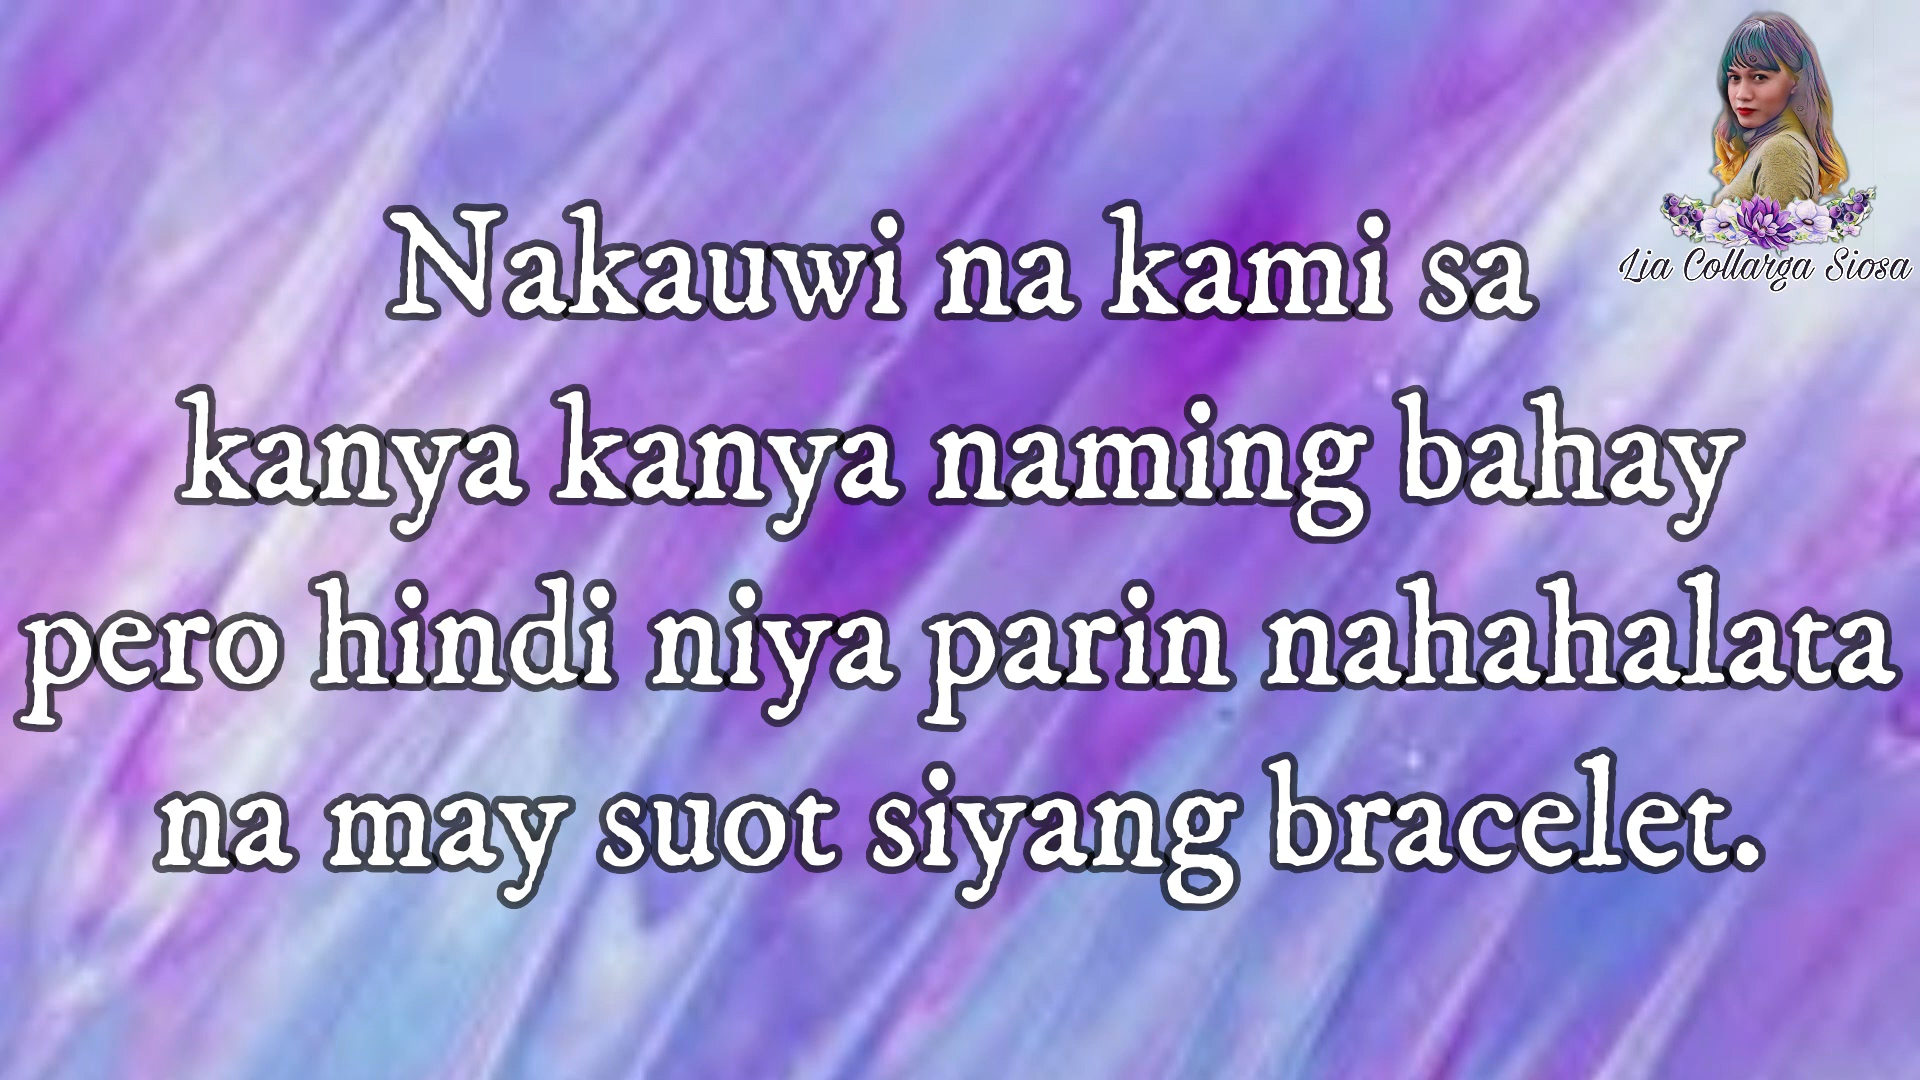 Nakauwi na kami sa
kanya kanya naming bahay
pero hindi niya parin nahahalata
na may suot siyang bracelet.
Lia Collarga Siosa